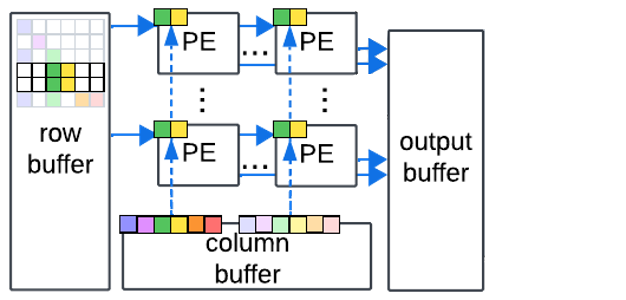 PE
...
PE
⋮
⋮
row
buffer
PE
...
PE
output
buffer
column
buffer